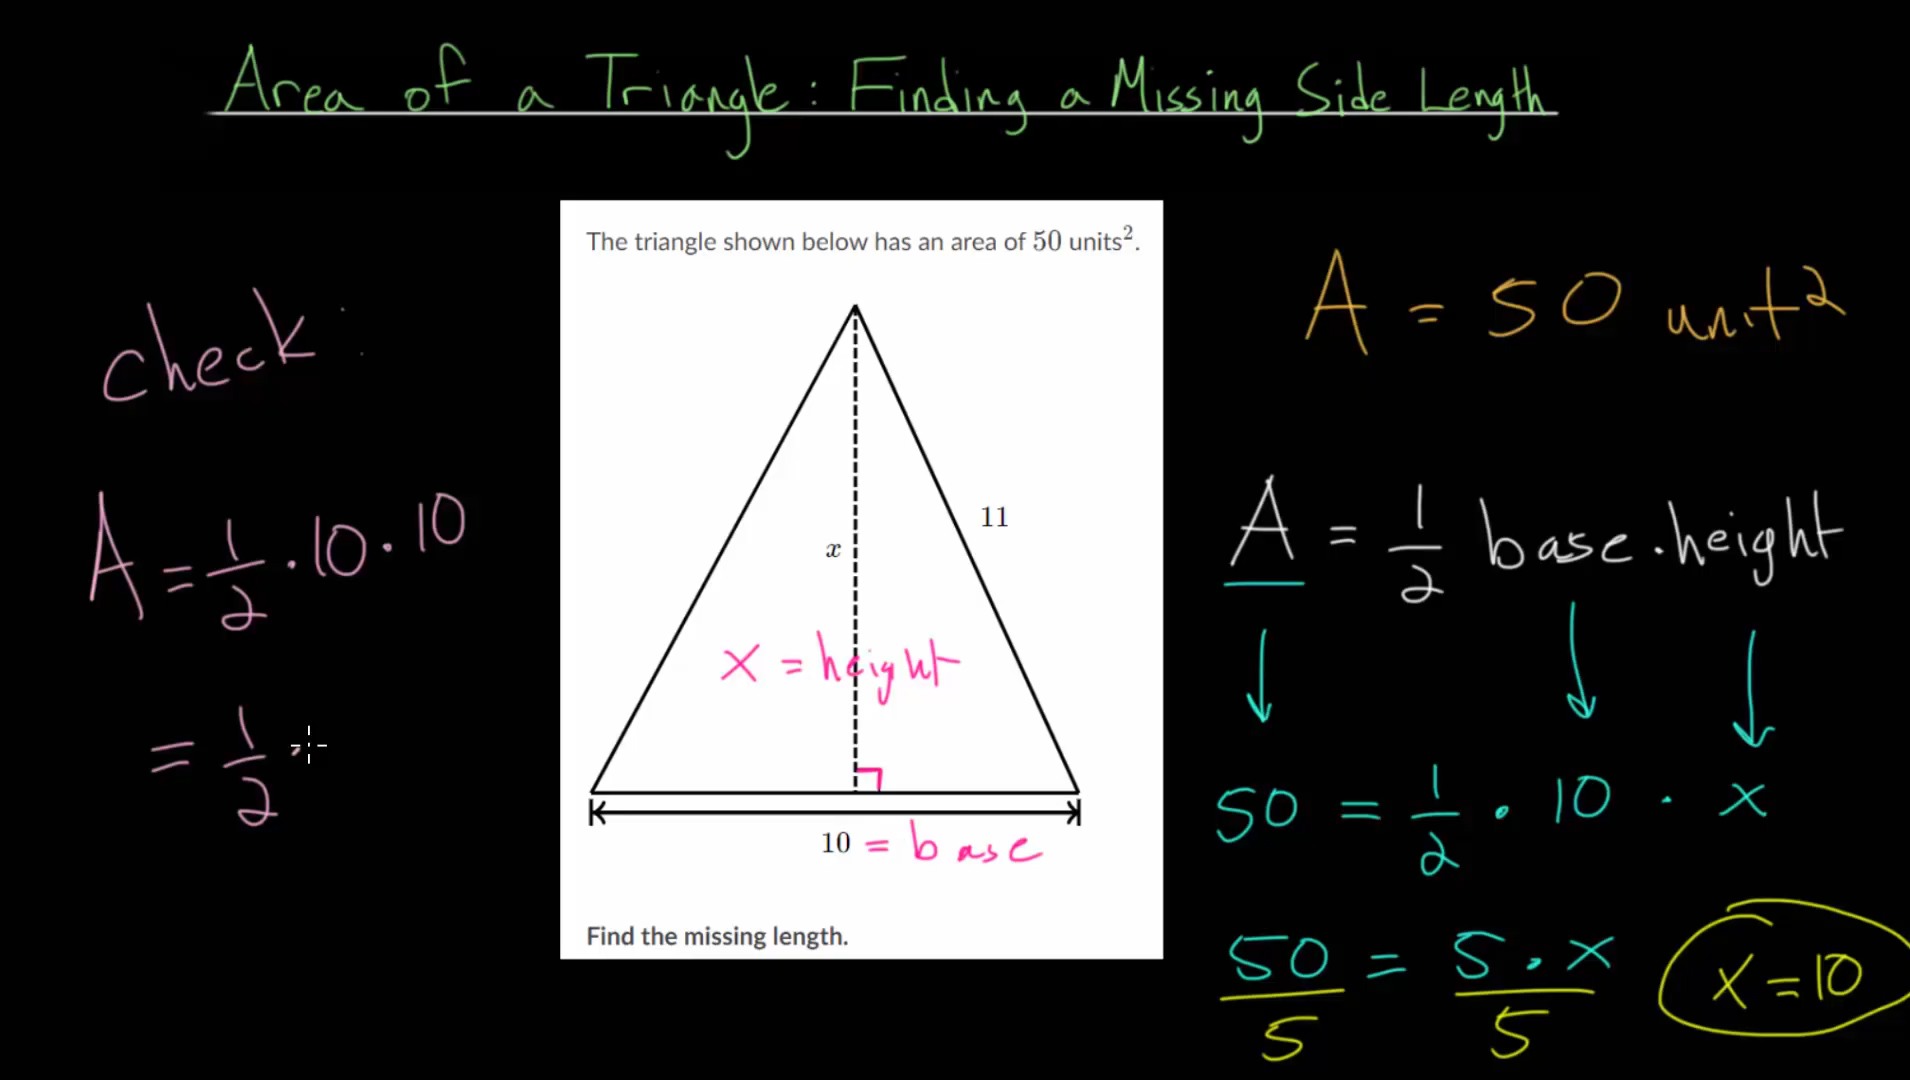 Area of a Triangle: Finding a Missing Side Length
check:
A = 1/2 · 10 · 10
= 1/2 ·
The triangle shown below has an area of 50 units².
x
11
x = height
10 = base
Find the missing length.
A = 50 unit²
A = 1/2 base · height
50 = 1/2 · 10 · x
50/5 = 5 · x/5
x = 10